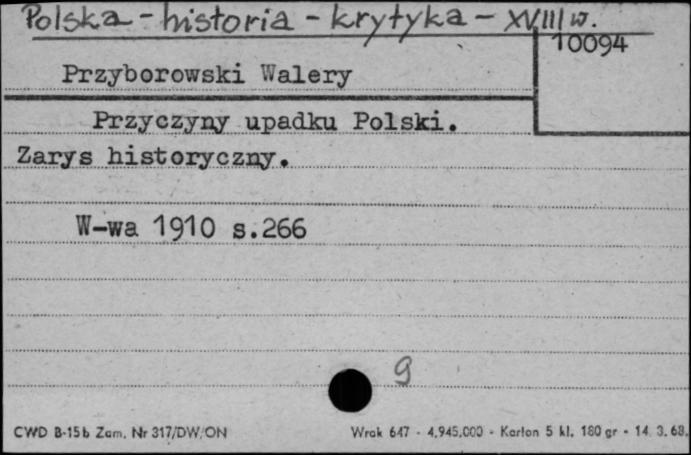 Polska - historia - krytyka - XVIII w.
10094
Przyborowski Walery
Przyczyny upadku Polski.
Zarys historyczny.
W-wa 1910 s.266
9
CWD B-15b Zam. Nr 317/DW/ON
Wrak 647 - 4,945.000 - Karton 5 kl. 180 gr - 14. 3. 68.